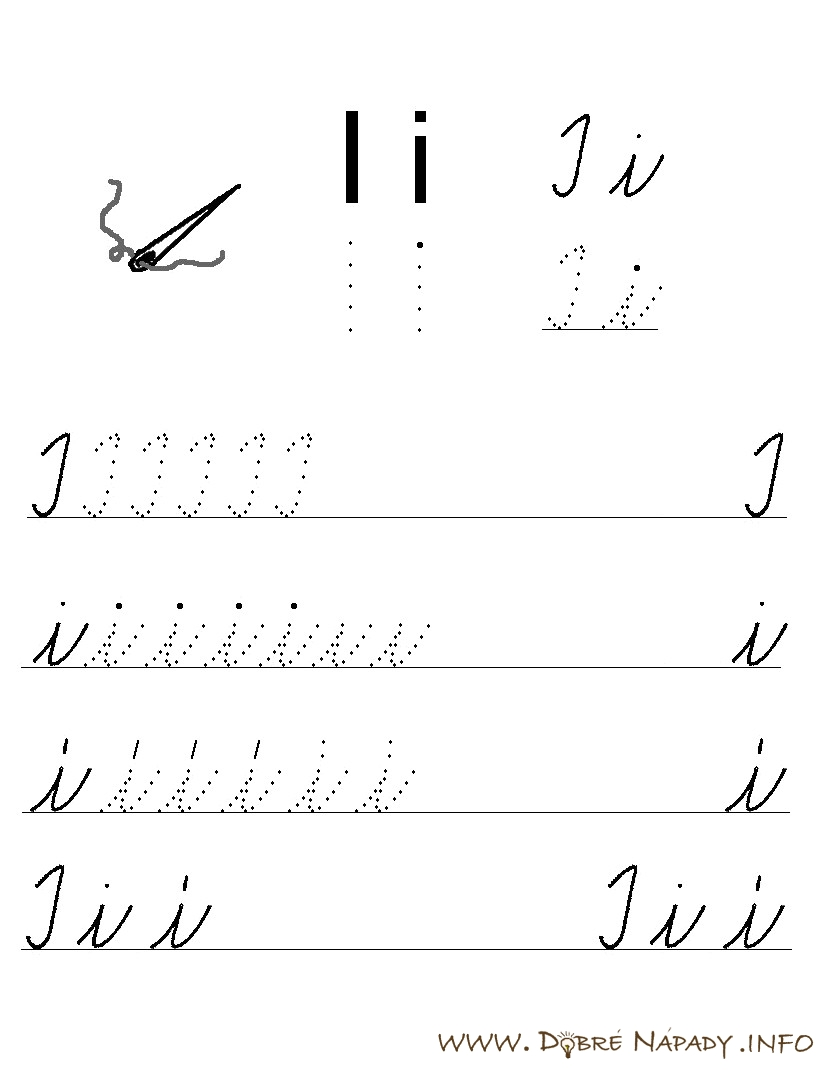 I i I i
I i I i
I I I I I I I
i i i i i ı ı i
í í í í í í í
I i í I i í
WWW. DOBRÉ NÁPADY .INFO